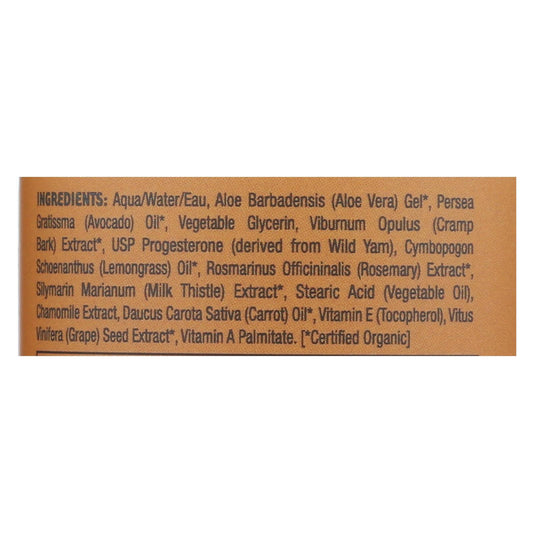 INGREDIENTS: Aqua/Water/Eau, Aloe Barbadensis (Aloe Vera) Gel*, Persea
Gratissma (Avocado) Oil*, Vegetable Glycerin, Viburnum Opulus (Cramp
Bark) Extract*, USP Progesterone (derived from Wild Yam), Cymbopogon
Schoenanthus (Lemongrass) Oil*, Rosmarinus Officininalis (Rosemary) Extract*,
Silymarin Marianum (Milk Thistle) Extract*, Stearic Acid (Vegetable Oil),
Chamomile Extract, Daucus Carota Sativa (Carrot) Oil*, Vitamin E (Tocopherol), Vitus
Vinifera (Grape) Seed Extract*, Vitamin A Palmitate. [*Certified Organic]